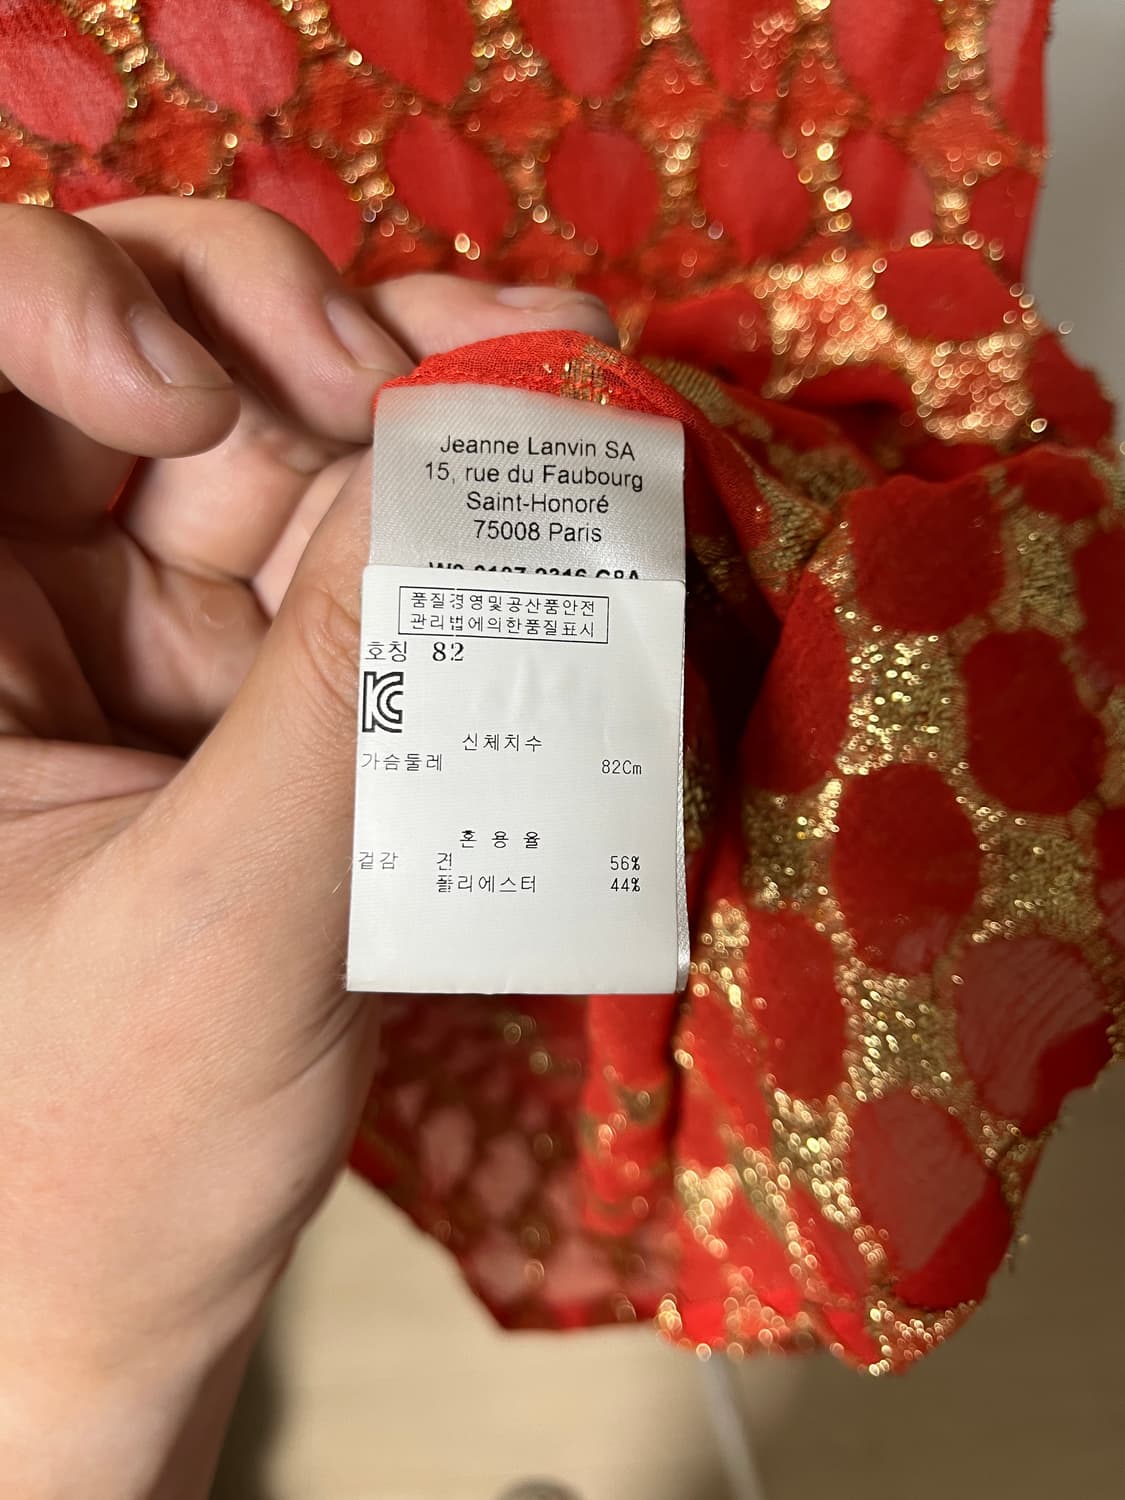 Jeanne Lanvin SA
15, rue du Faubourg
Saint-Honoré
75008 Paris
품질경영및공산품안전
관리법에의한품질표시
호칭 82
KC
신체치수
가슴둘레 82Cm
혼 용 율
겉감 견 56%
폴리에스터 44%